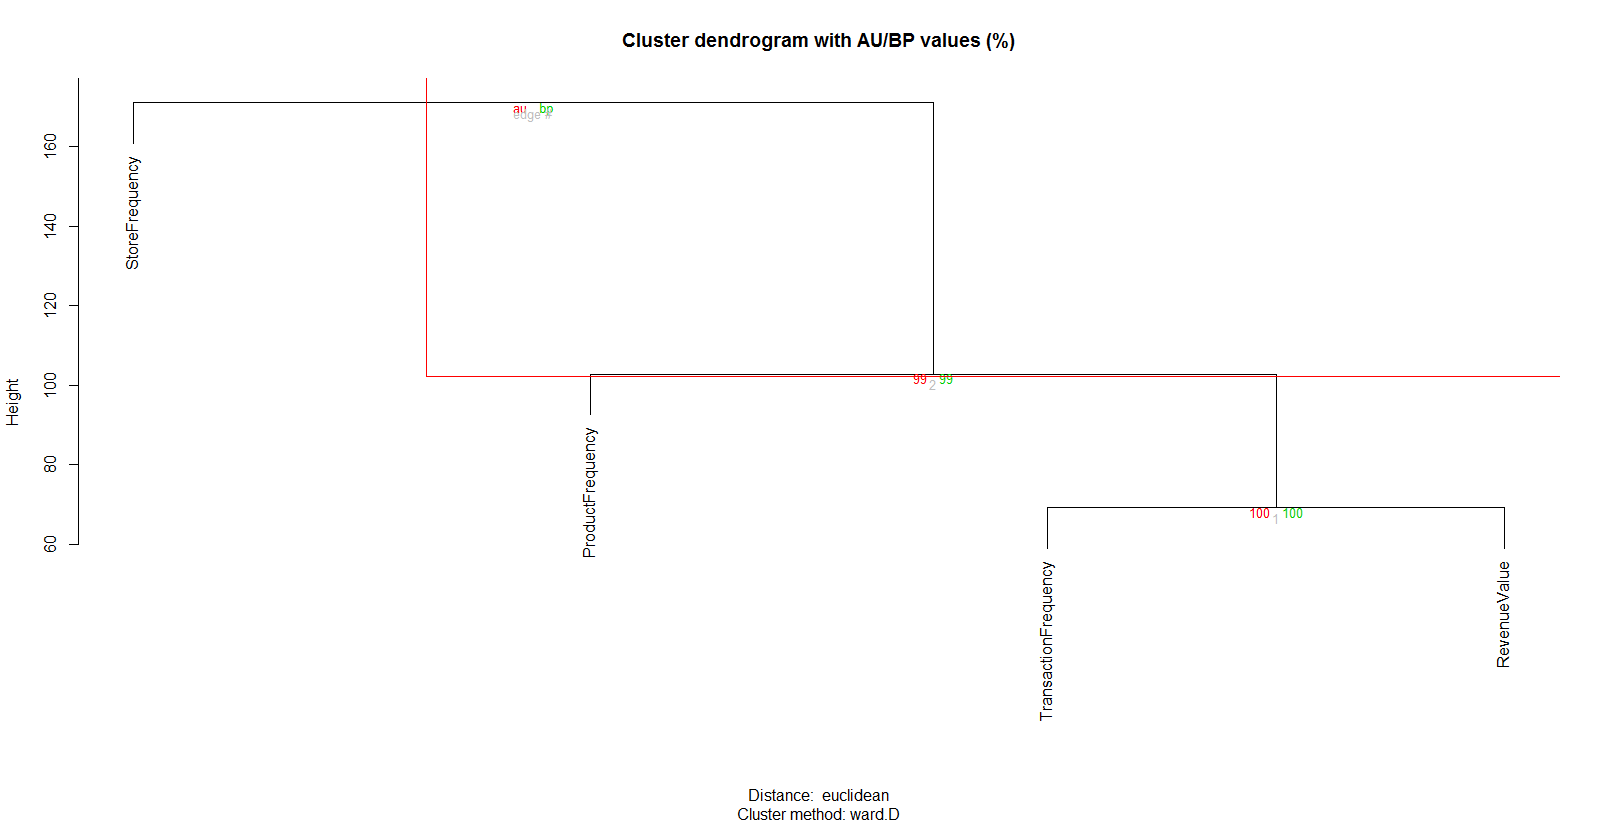 Cluster dendrogram with AU/BP values (%)
au bp
edge #
160
140
120
100
80
60
Height
StoreFrequency
99 99
2
ProductFrequency
100 100
1
TransactionFrequency
RevenueValue
Distance: euclidean
Cluster method: ward.D